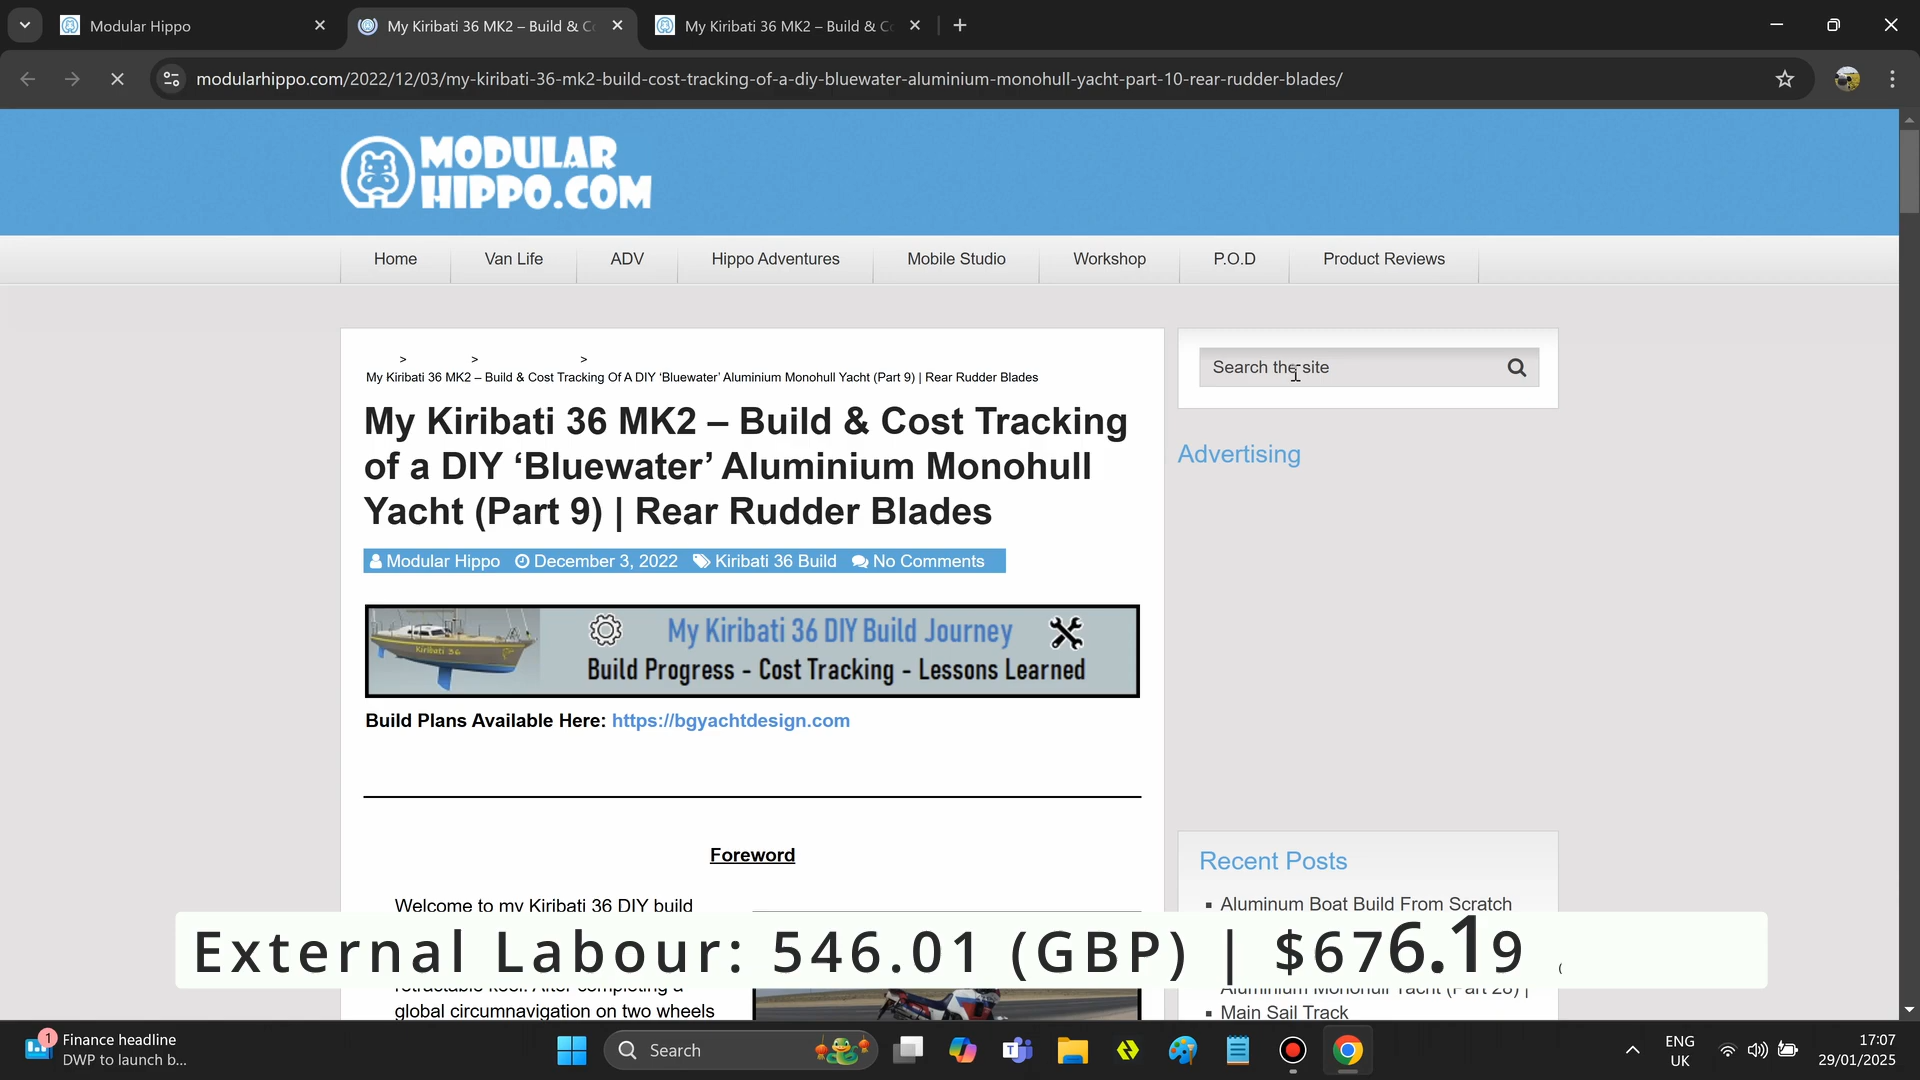 Modular Hippo
My Kiribati 36 MK2 – Build & C
My Kiribati 36 MK2 – Build & C
modularhippo.com/2022/12/03/my-kiribati-36-mk2-build-cost-tracking-of-a-diy-bluewater-aluminium-monohull-yacht-part-10-rear-rudder-blades/
MODULAR
HIPPO.COM
Home
Van Life
ADV
Hippo Adventures
Mobile Studio
Workshop
P.O.D
Product Reviews
> > >
My Kiribati 36 MK2 – Build & Cost Tracking Of A DIY ‘Bluewater’ Aluminium Monohull Yacht (Part 9) | Rear Rudder Blades
My Kiribati 36 MK2 – Build & Cost Tracking
of a DIY ‘Bluewater’ Aluminium Monohull
Yacht (Part 9) | Rear Rudder Blades
Modular Hippo December 3, 2022 Kiribati 36 Build No Comments
Kiribati 36
My Kiribati 36 DIY Build Journey
Build Progress - Cost Tracking - Lessons Learned
Build Plans Available Here: https://bgyachtdesign.com
Foreword
Welcome to my Kiribati 36 DIY build
global circumnavigation on two wheels
Search the site
Advertising
Recent Posts
Aluminum Boat Build From Scratch
Aluminium Monohull Yacht (Part 28) |
Main Sail Track
External Labour: 546.01 (GBP) | $676.19
1
Finance headline
DWP to launch b...
Search
ENG
UK
17:07
29/01/2025